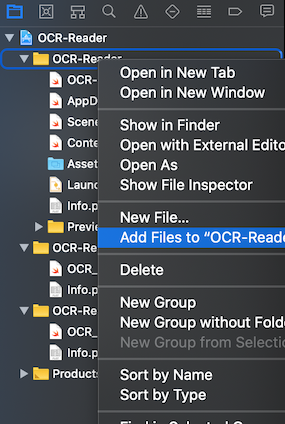 OCR-Reader
OCR-Reader
OCR-
AppD
Scene
Conte
Asset
Laun
Info.p
Previe
OCR-Re
OCR_
Info.p
OCR-Re
OCR_
Info.p
Products
Open in New Tab
Open in New Window
Show in Finder
Open with External Edito
Open As
Show File Inspector
New File...
Add Files to “OCR-Reade
Delete
New Group
New Group without Folde
New Group from Selectio
Sort by Name
Sort by Type